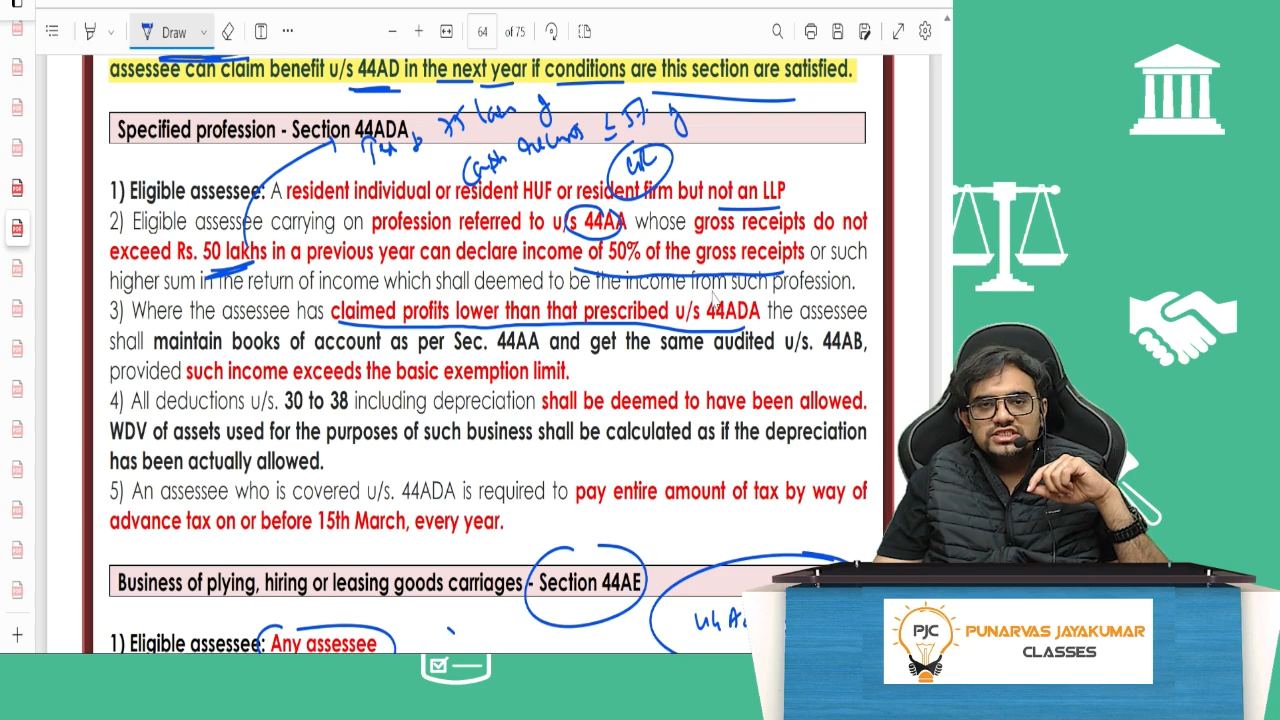 Draw
64 of 75
assessee can claim benefit u/s 44AD in the next year if conditions are this section are satisfied.
Specified profession - Section 44ADA
75 lacs if
cash receipts ≤ 5% of
1) Eligible assessee: A resident individual or resident HUF or resident firm but not an LLP
2) Eligible assessee carrying on profession referred to u/s 44AA whose gross receipts do not
exceed Rs. 50 lakhs in a previous year can declare income of 50% of the gross receipts or such
higher sum in the return of income which shall deemed to be the income from such profession.
3) Where the assessee has claimed profits lower than that prescribed u/s 44ADA the assessee
shall maintain books of account as per Sec. 44AA and get the same audited u/s. 44AB,
provided such income exceeds the basic exemption limit.
4) All deductions u/s. 30 to 38 including depreciation shall be deemed to have been allowed.
WDV of assets used for the purposes of such business shall be calculated as if the depreciation
has been actually allowed.
5) An assessee who is covered u/s. 44ADA is required to pay entire amount of tax by way of
advance tax on or before 15th March, every year.
Business of plying, hiring or leasing goods carriages - Section 44AE
1) Eligible assessee: Any assessee
PJC
PUNARVAS JAYAKUMAR
CLASSES